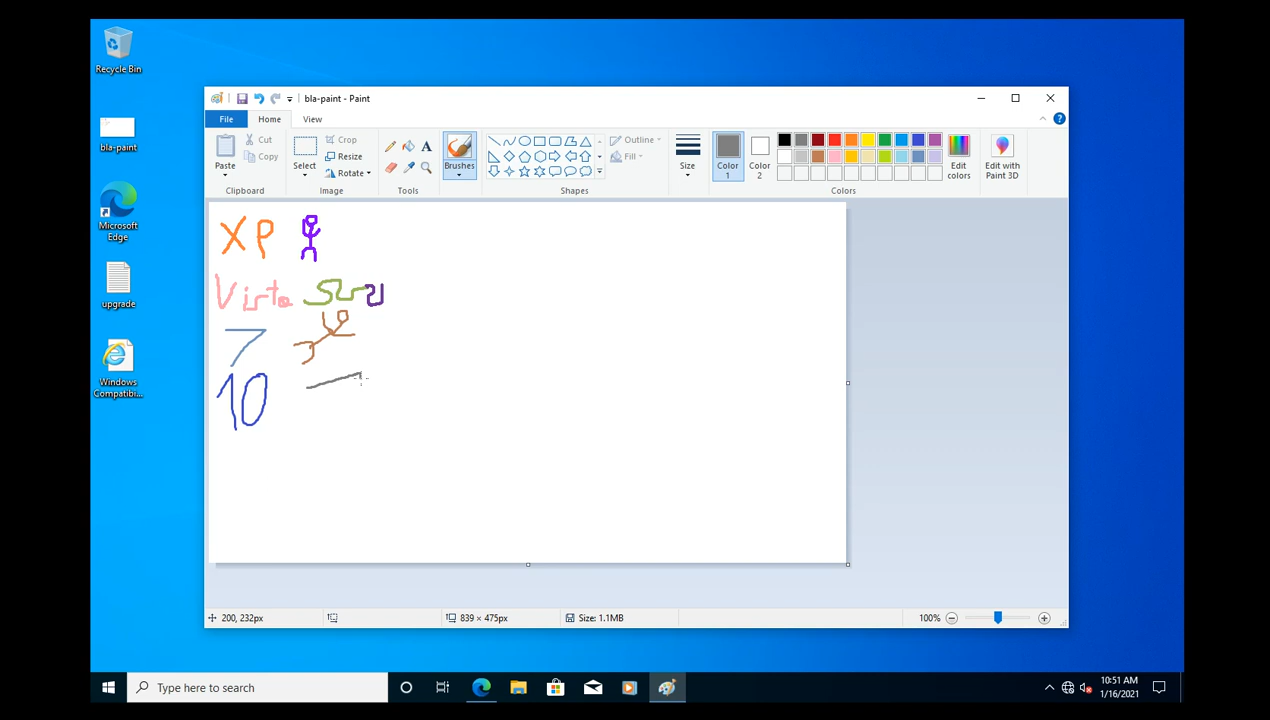 Recycle Bin
bla-paint
Microsoft
Edge
upgrade
Windows
Compatibi...
bla-paint - Paint
File Home View
Paste
Cut
Copy
Clipboard
Select
Crop
Resize
Rotate
Image
A
Tools
Brushes
Shapes
Outline
Fill
Size
Color
1
Color
2
Edit
colors
Colors
Edit with
Paint 3D
XP
Vista
7
10
200, 232px
839 × 475px
Size: 1.1MB
100%
Type here to search
10:51 AM
1/16/2021